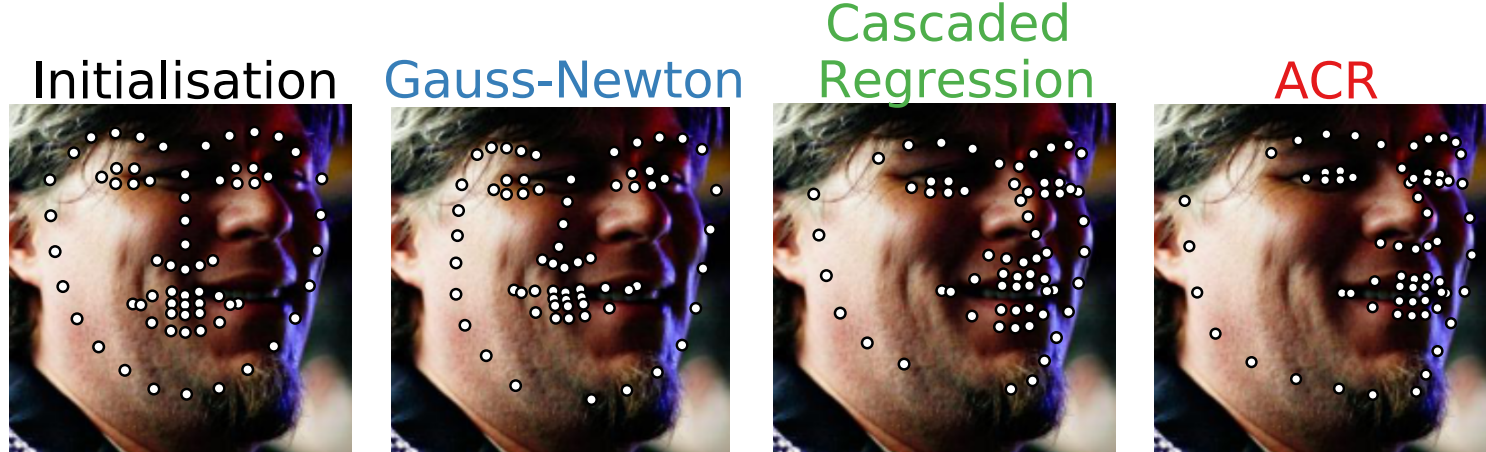 Initialisation
Gauss-Newton
Cascaded
Regression
ACR